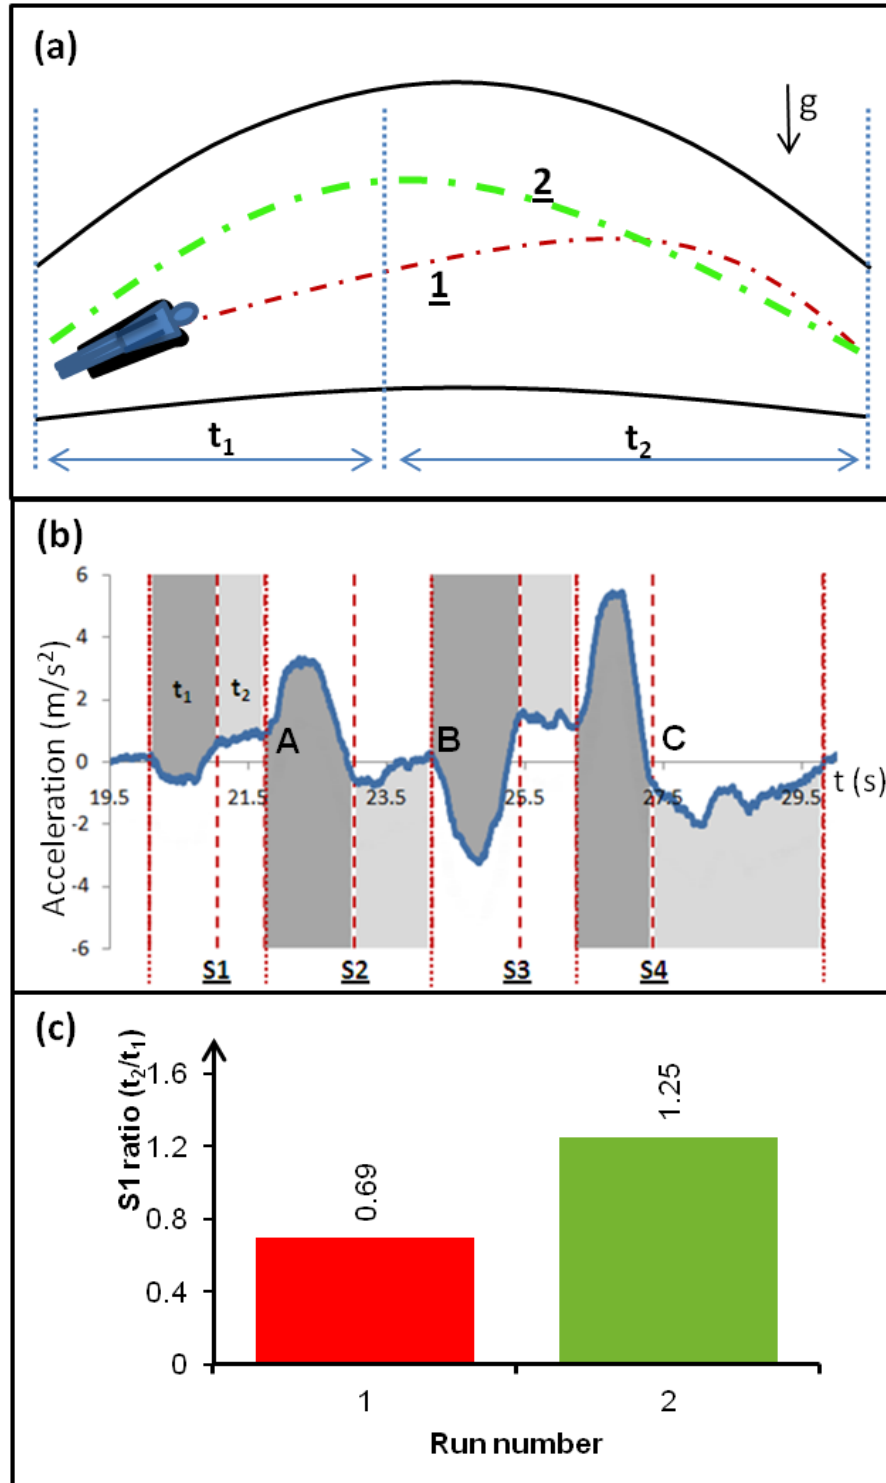 (a)
g
2
1
t1
t2
(b)
6
4
2
0
-2
-4
-6
Acceleration (m/s2)
t1
t2
A
B
C
19.5
21.5
23.5
25.5
27.5
29.5
t (s)
S1
S2
S3
S4
(c)
S1 ratio (t2/t1)
1.6
1.2
0.8
0.4
0
0.69
1.25
1
2
Run number